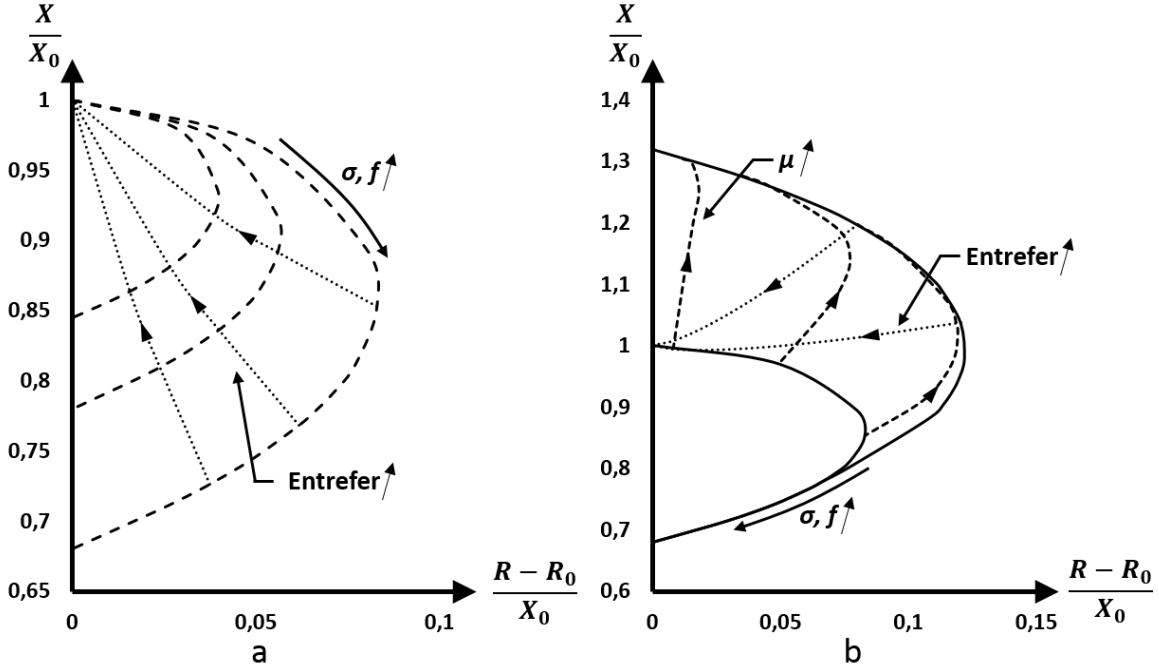 X
X₀
1
0,95
0,9
0,85
0,8
0,75
0,7
0,65
0
0,05
0,1
σ, f
Entrefer
R − R₀
X₀
a
X
X₀
1,4
1,3
1,2
1,1
1
0,9
0,8
0,7
0,6
0
0,05
0,1
0,15
μ
Entrefer
σ, f
R − R₀
X₀
b